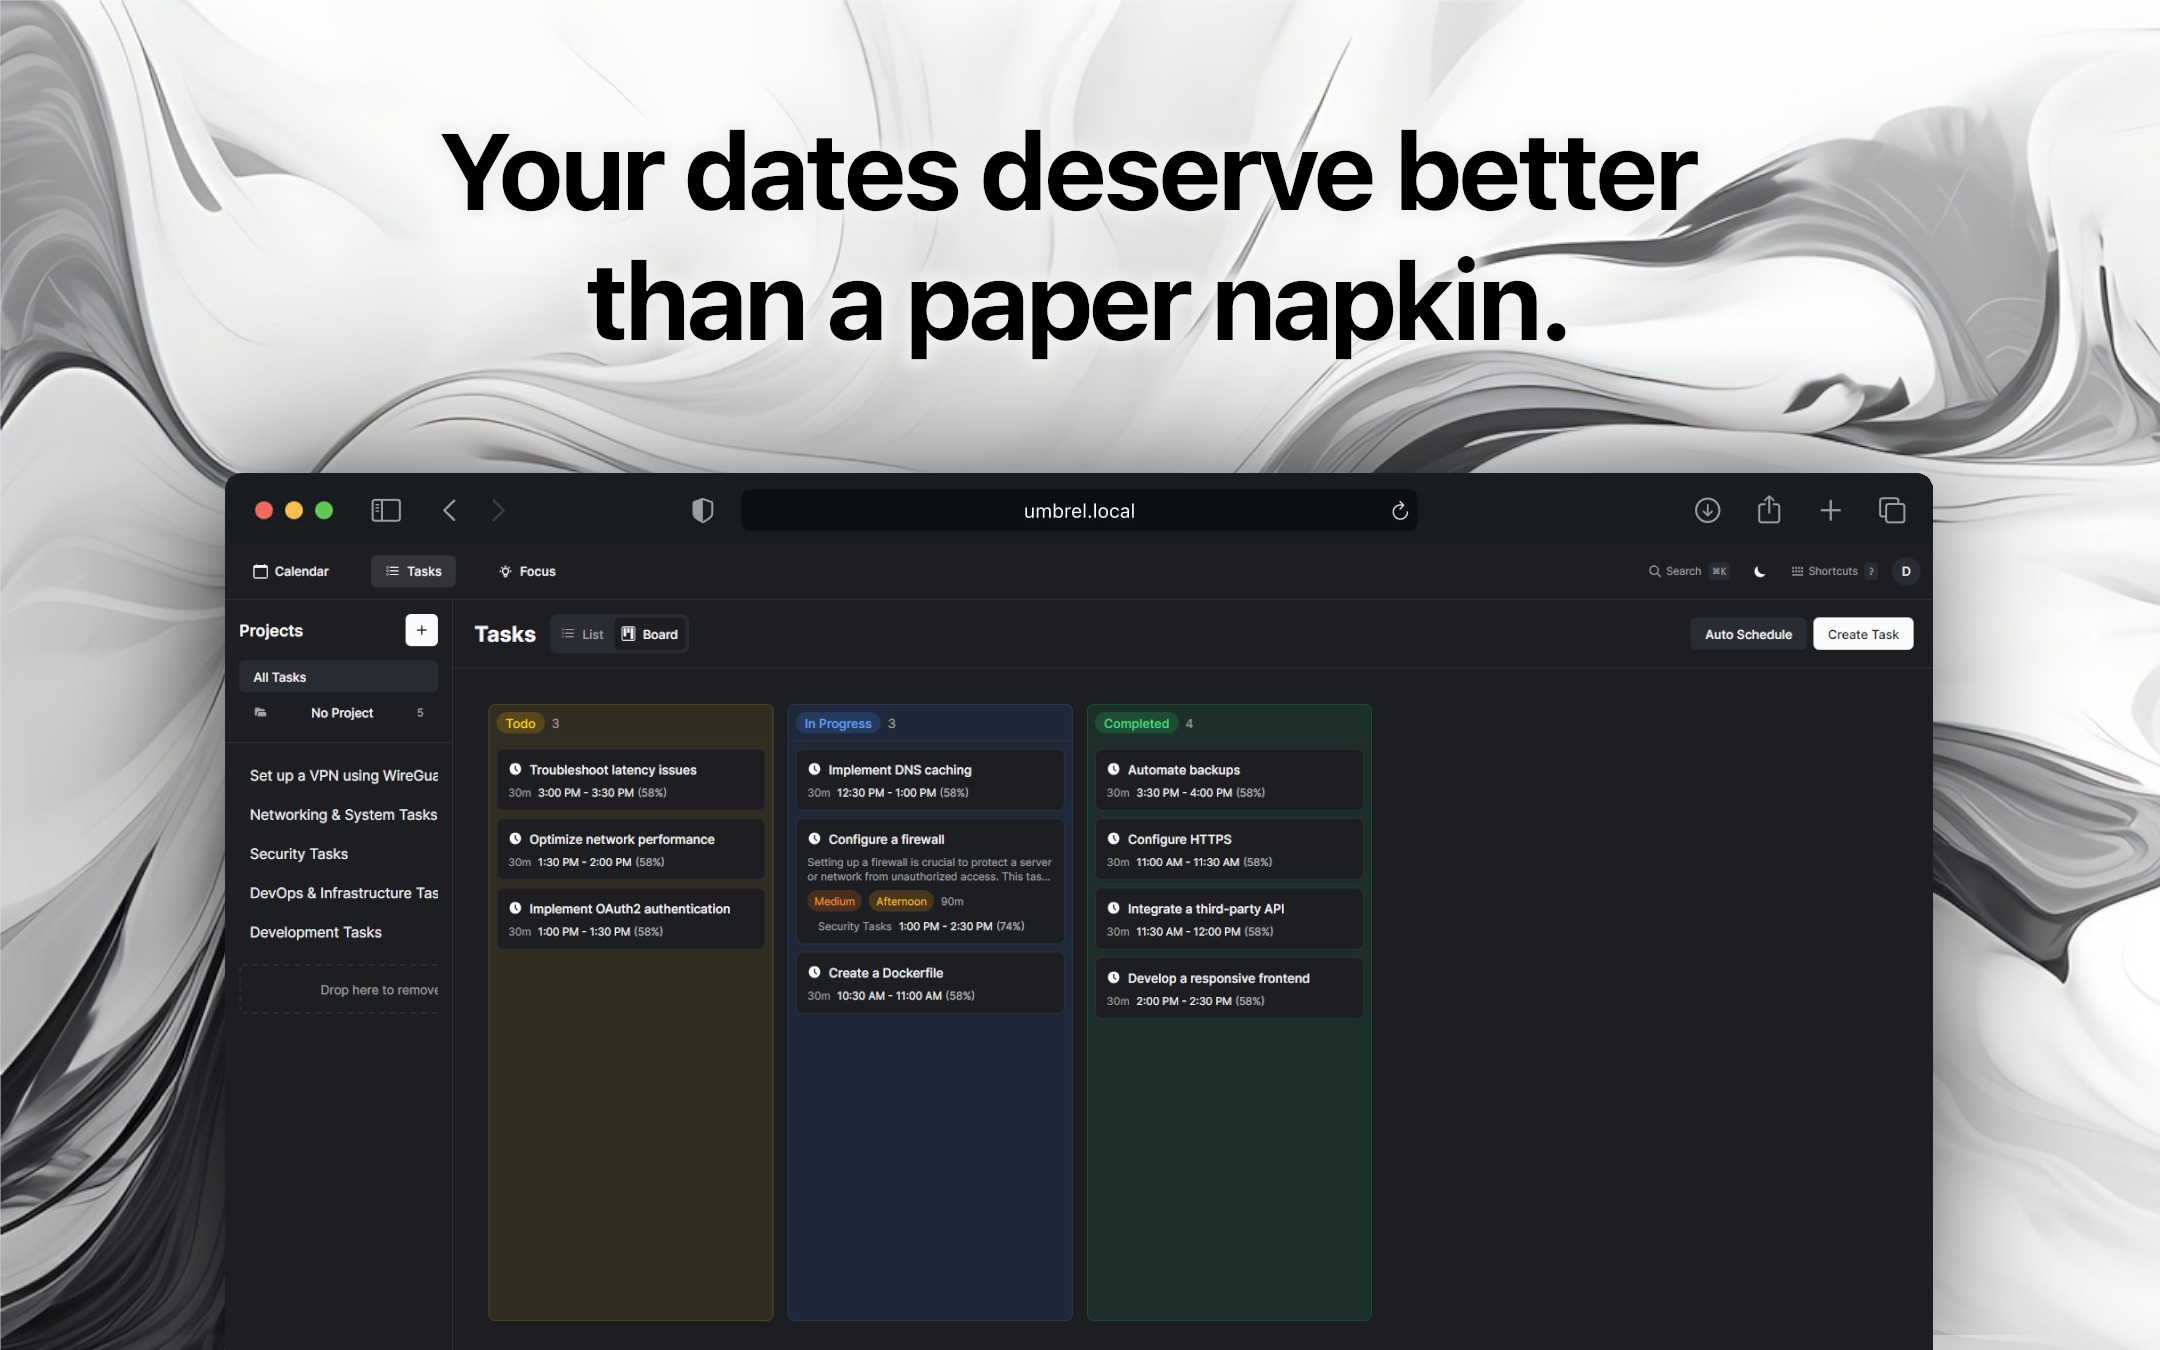 Your dates deserve better
than a paper napkin.
umbrel.local
Calendar
Tasks
Focus
Search ⌘K
Shortcuts ?
D
Projects
+
All Tasks
No Project 5
Set up a VPN using WireGua
Networking & System Tasks
Security Tasks
DevOps & Infrastructure Tas
Development Tasks
Drop here to remove
Tasks
List
Board
Auto Schedule
Create Task
Todo 3
Troubleshoot latency issues
30m 3:00 PM - 3:30 PM (58%)
Optimize network performance
30m 1:30 PM - 2:00 PM (58%)
Implement OAuth2 authentication
30m 1:00 PM - 1:30 PM (58%)
In Progress 3
Implement DNS caching
30m 12:30 PM - 1:00 PM (58%)
Configure a firewall
Setting up a firewall is crucial to protect a server
or network from unauthorized access. This tas...
Medium Afternoon 90m
Security Tasks 1:00 PM - 2:30 PM (74%)
Create a Dockerfile
30m 10:30 AM - 11:00 AM (58%)
Completed 4
Automate backups
30m 3:30 PM - 4:00 PM (58%)
Configure HTTPS
30m 11:00 AM - 11:30 AM (58%)
Integrate a third-party API
30m 11:30 AM - 12:00 PM (58%)
Develop a responsive frontend
30m 2:00 PM - 2:30 PM (58%)